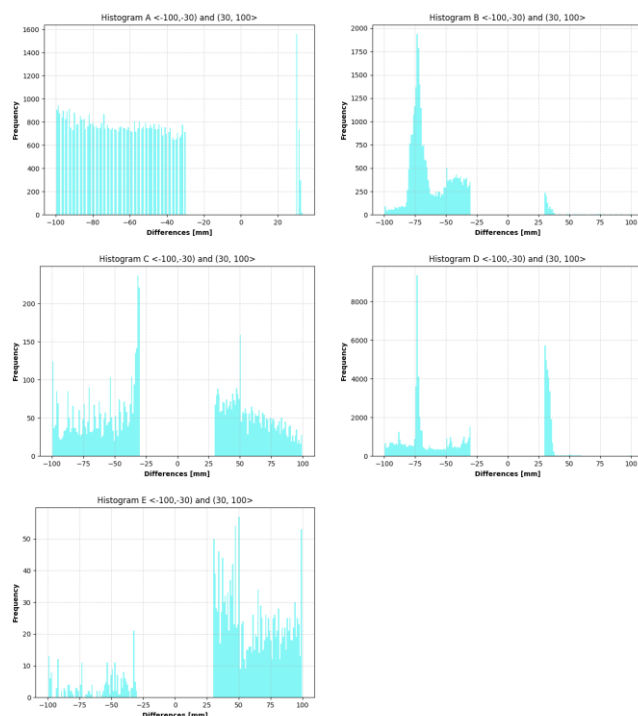 Histogram A <-100,-30) and (30, 100>
1600
1400
1200
1000
800
600
400
200
0
Frequency
−100 −80 −60 −40 −20 0 20
Differences [mm]
Histogram B <-100,-30) and (30, 100>
2000
1750
1500
1250
1000
750
500
250
0
Frequency
−100 −75 −50 −25 0 25 50 75 100
Differences [mm]
Histogram C <-100,-30) and (30, 100>
200
150
100
50
0
Frequency
−100 −75 −50 −25 0 25 50 75 100
Differences [mm]
Histogram D <-100,-30) and (30, 100>
8000
6000
4000
2000
0
Frequency
−100 −75 −50 −25 0 25 50 75 100
Differences [mm]
Histogram E <-100,-30) and (30, 100>
50
40
30
20
10
0
Frequency
−100 −75 −50 −25 0 25 50 75 100
Differences [mm]